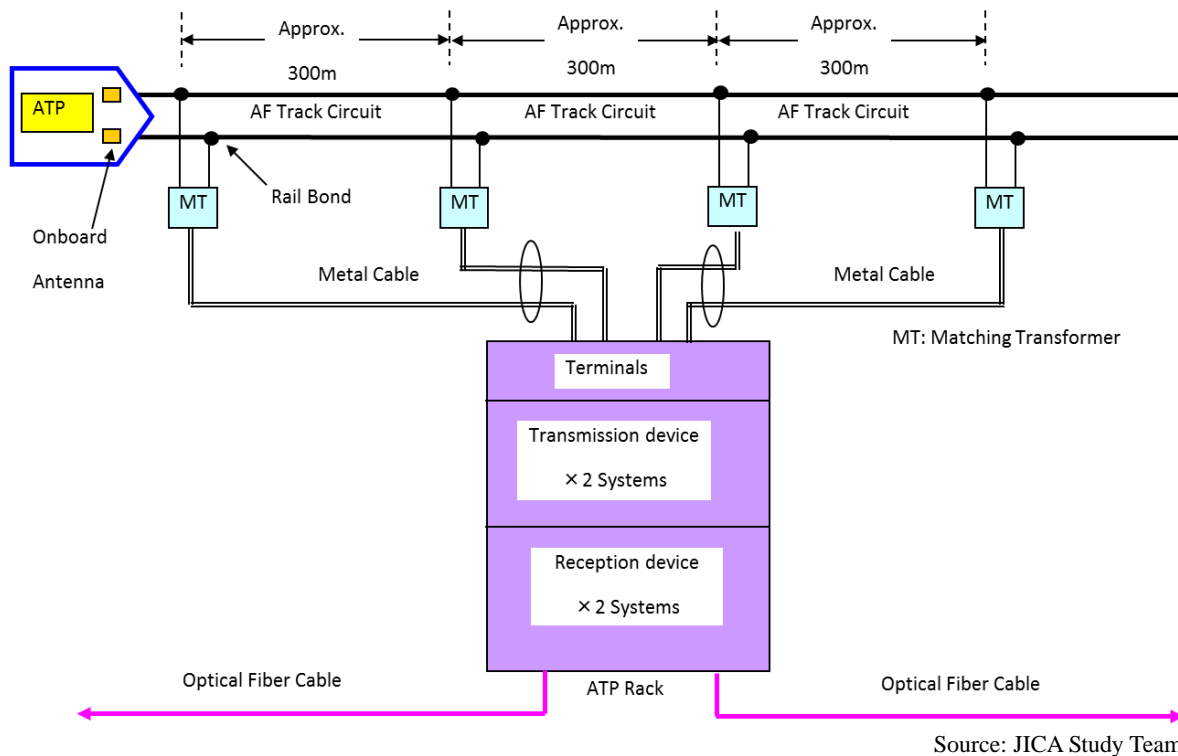 Approx.
Approx.
Approx.
300m
300m
300m
ATP
AF Track Circuit
AF Track Circuit
AF Track Circuit
Rail Bond
MT
MT
MT
MT
Onboard
Antenna
Metal Cable
Metal Cable
MT: Matching Transformer
Terminals
Transmission device
× 2 Systems
Reception device
× 2 Systems
Optical Fiber Cable
ATP Rack
Optical Fiber Cable
Source: JICA Study Team